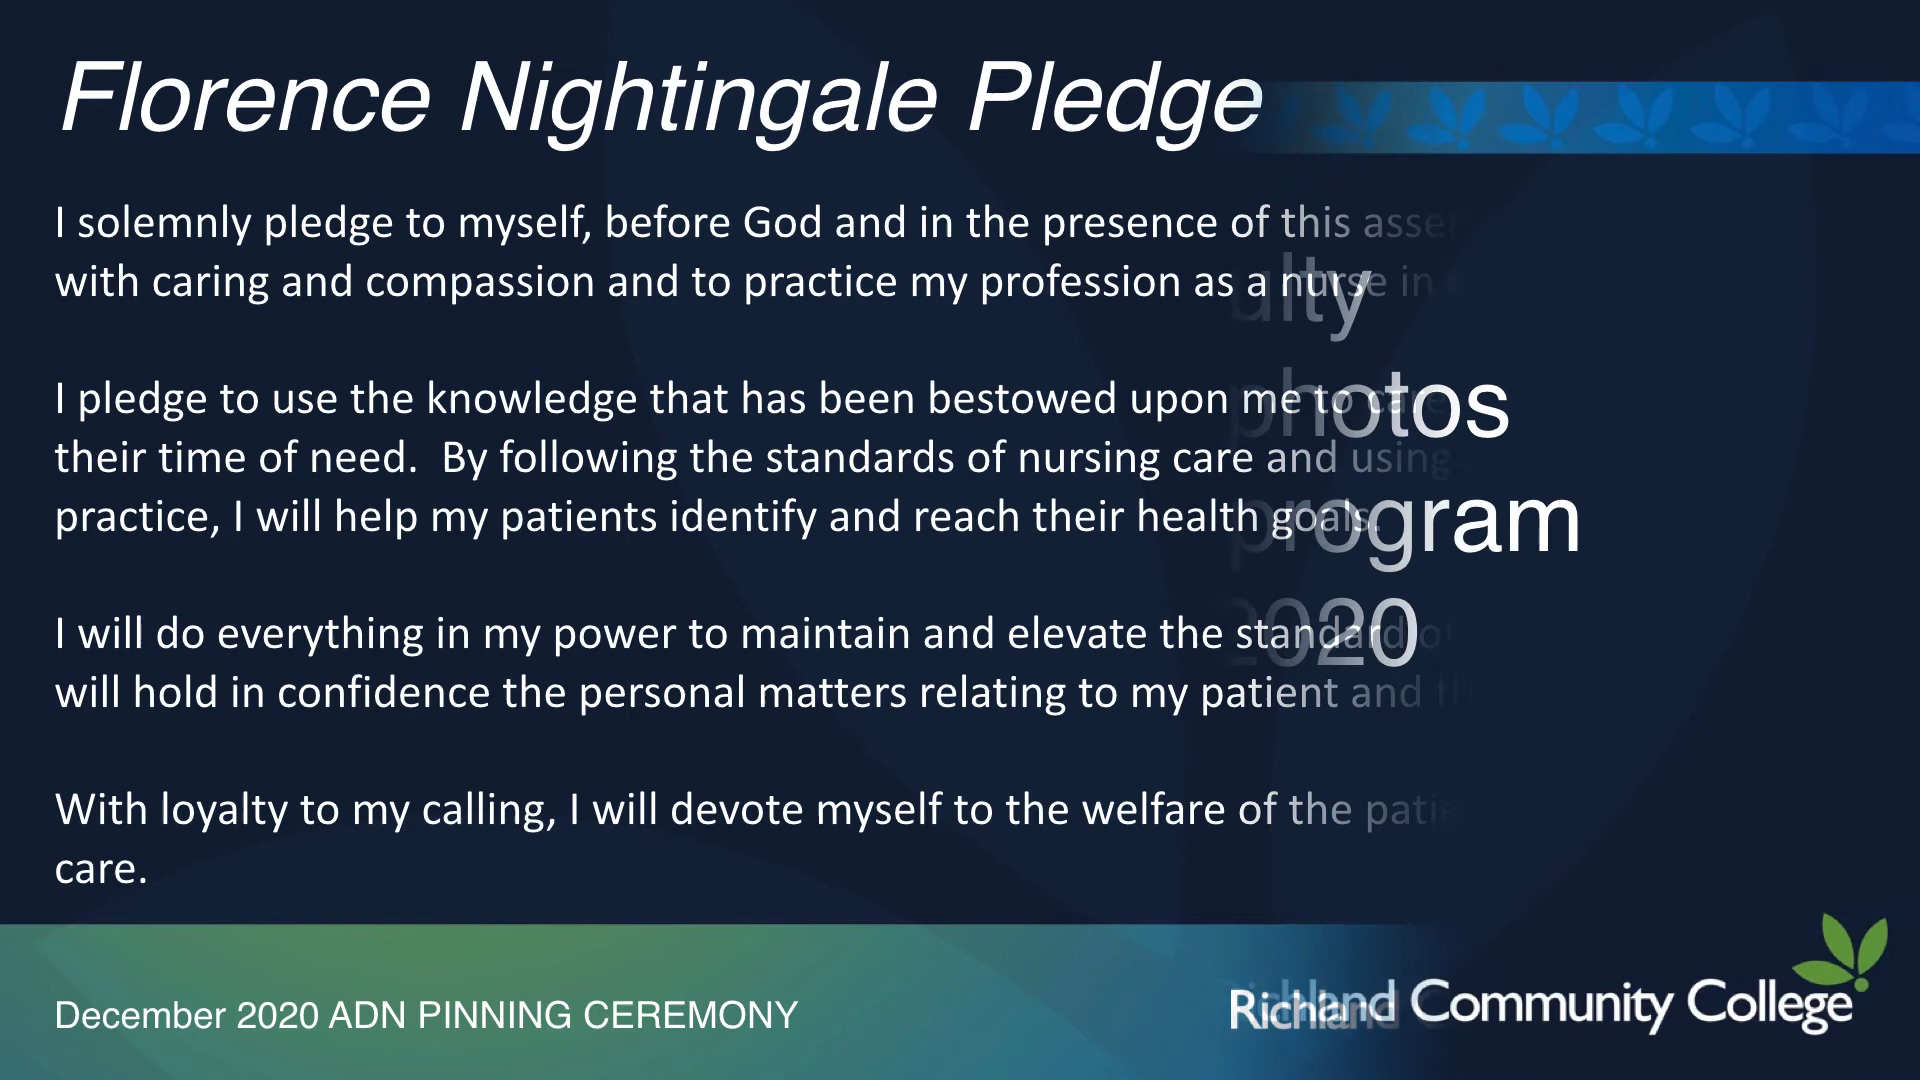 Florence Nightingale Pledge
I solemnly pledge to myself, before God and in the presence of this
with caring and compassion and to practice my profession as a nurse in
ulty
I pledge to use the knowledge that has been bestowed upon me to
photos
their time of need. By following the standards of nursing care and using
practice, I will help my patients identify and reach their health goals.
program
I will do everything in my power to maintain and elevate the standard
2020
will hold in confidence the personal matters relating to my patient and
With loyalty to my calling, I will devote myself to the welfare of the
care.
December 2020 ADN PINNING CEREMONY
Richland Community College